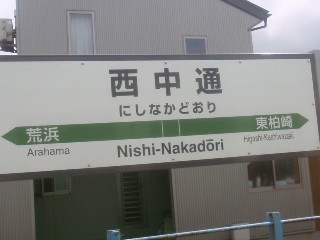 西中通
にしなかどおり
荒浜
東柏崎
Arahama
Nishi-Nakadōri
Higashi-Kashiwazaki